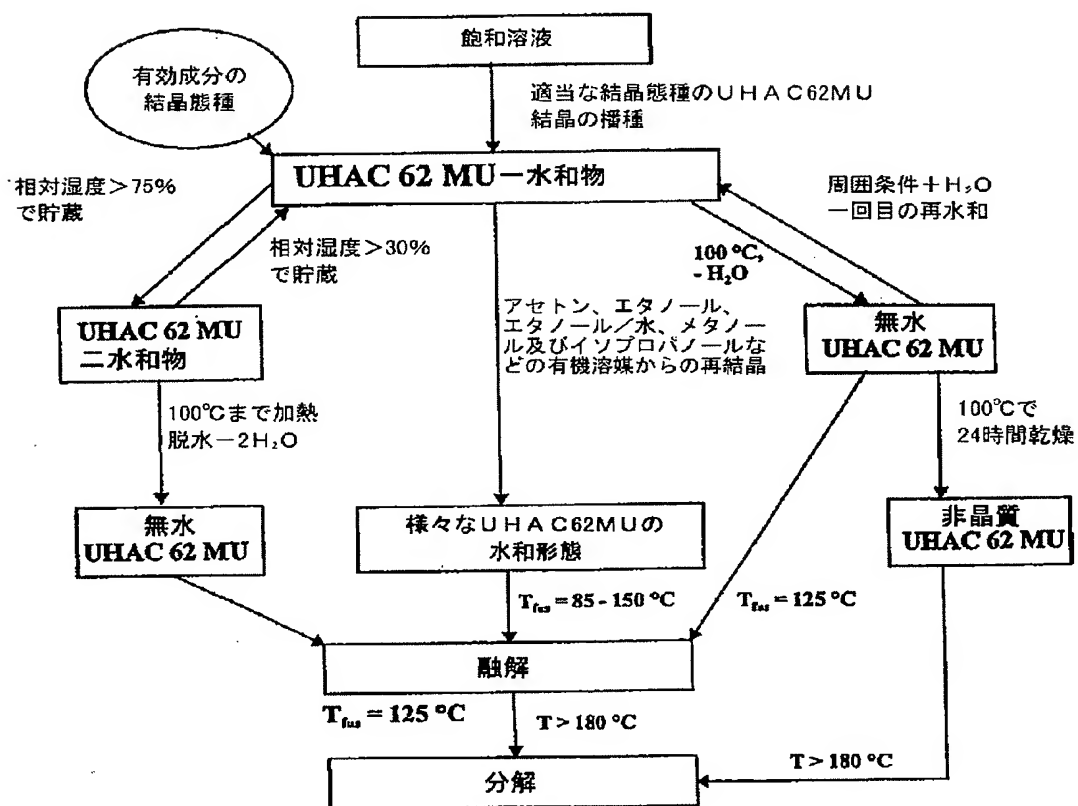 飽和溶液
有効成分の
結晶態種
適当な結晶態種のUHAC62MU
結晶の播種
UHAC 62 MU一水和物
相対湿度>75%
で貯蔵
相対湿度>30%
で貯蔵
周囲条件+H₂O
一回目の再水和
100 °C,
- H₂O
UHAC 62 MU
二水和物
アセトン、エタノール、
エタノール/水、メタノー
ル及びイソプロパノールな
どの有機溶媒からの再結晶
無水
UHAC 62 MU
100℃まで加熱
脱水-2H₂O
100℃で
24時間乾燥
無水
UHAC 62 MU
様々なUHAC62MUの
水和形態
非晶質
UHAC 62 MU
Tfus = 85 - 150 °C
Tfus = 125 °C
融解
Tfus = 125 °C
T > 180 °C
T > 180 °C
分解